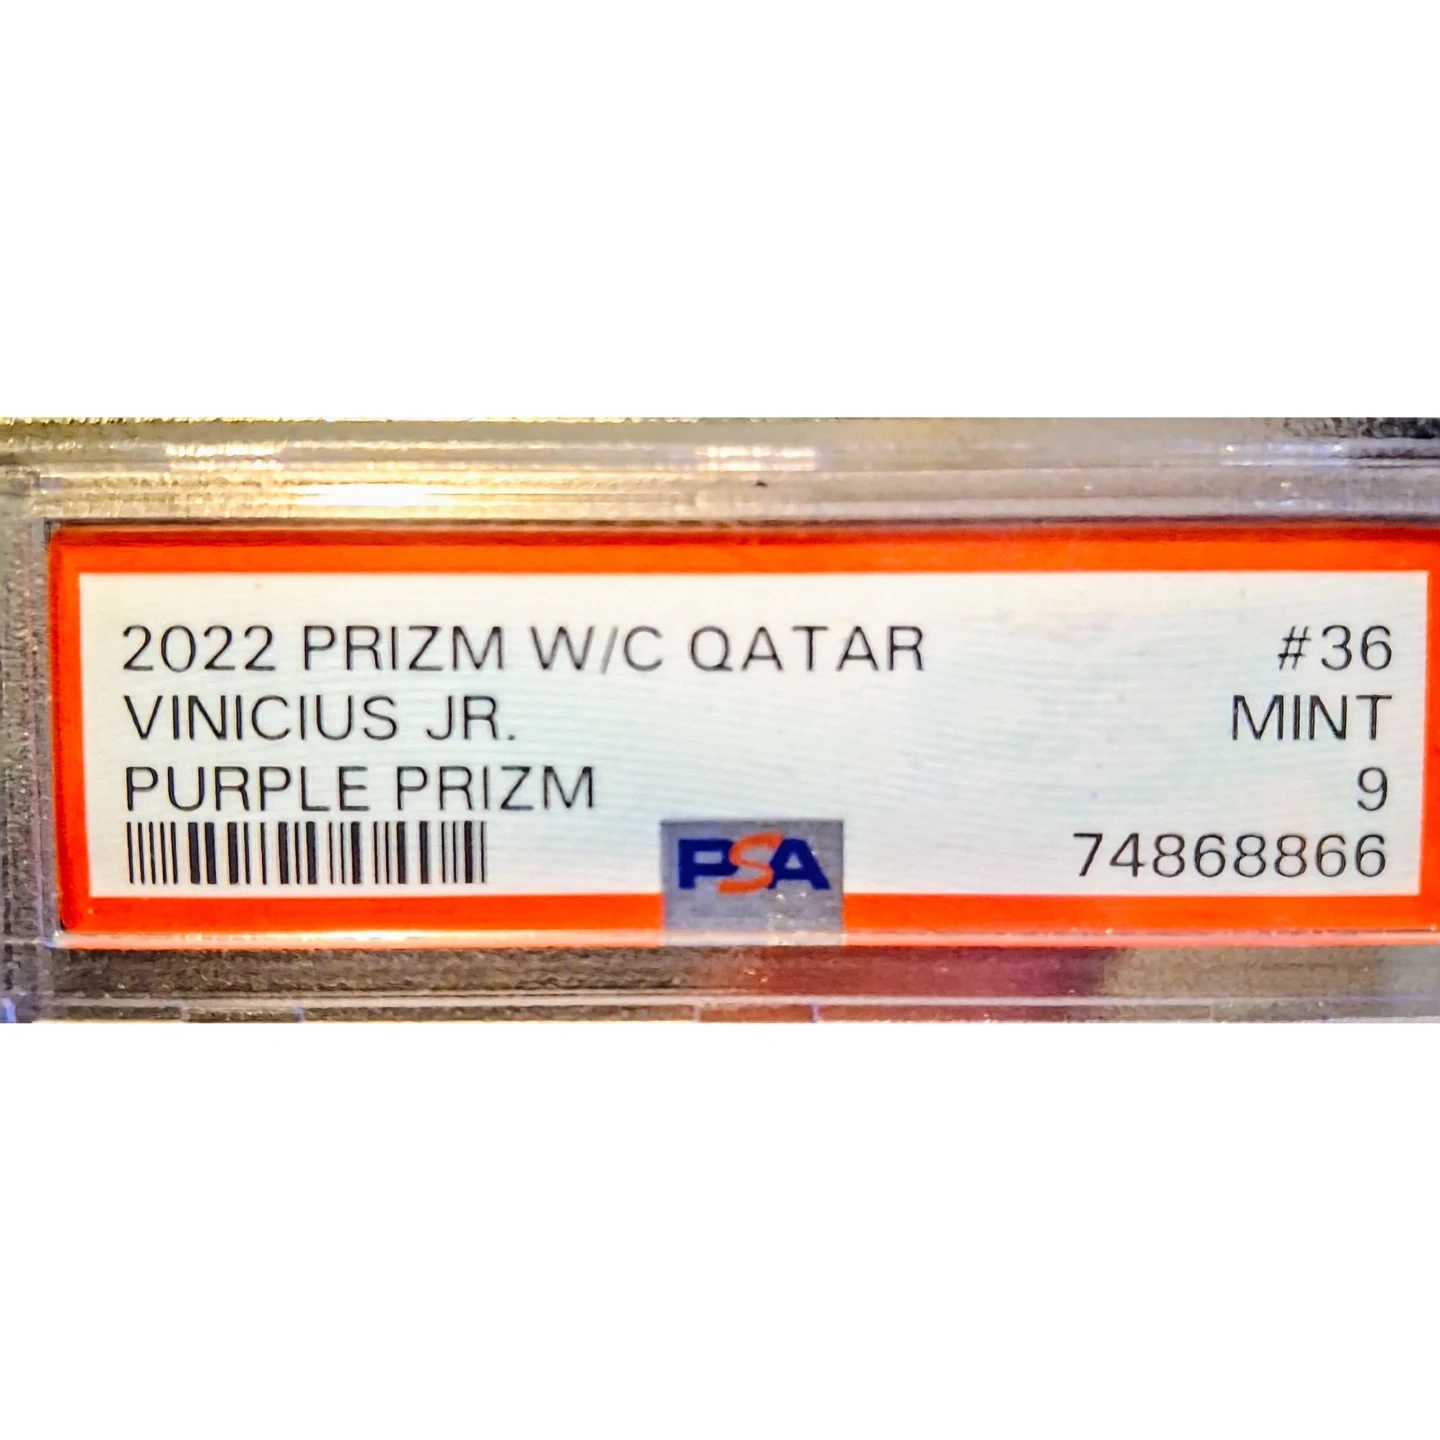 2022 PRIZM W/C QATAR #36
VINICIUS JR. MINT
PURPLE PRIZM 9
PSA 74868866